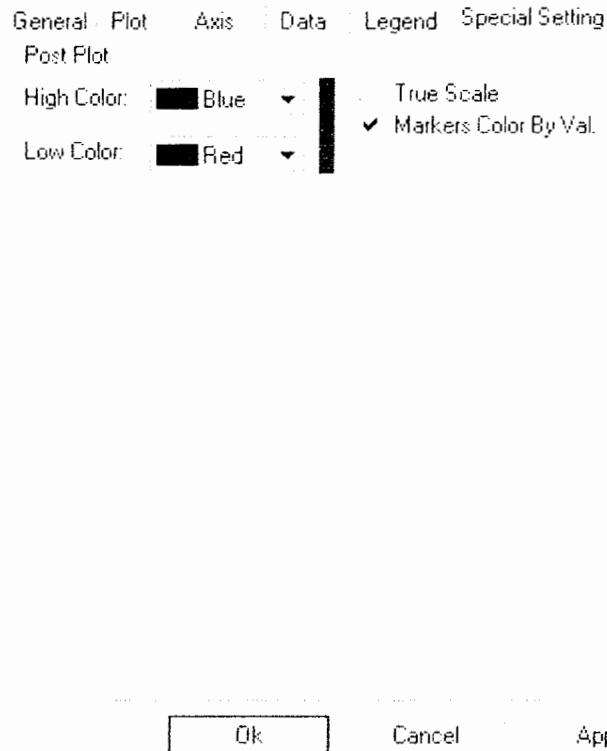 General Plot Axis Data Legend Special Setting
Post Plot
High Color: Blue
True Scale
Markers Color By Val.
Low Color: Red
Ok Cancel App